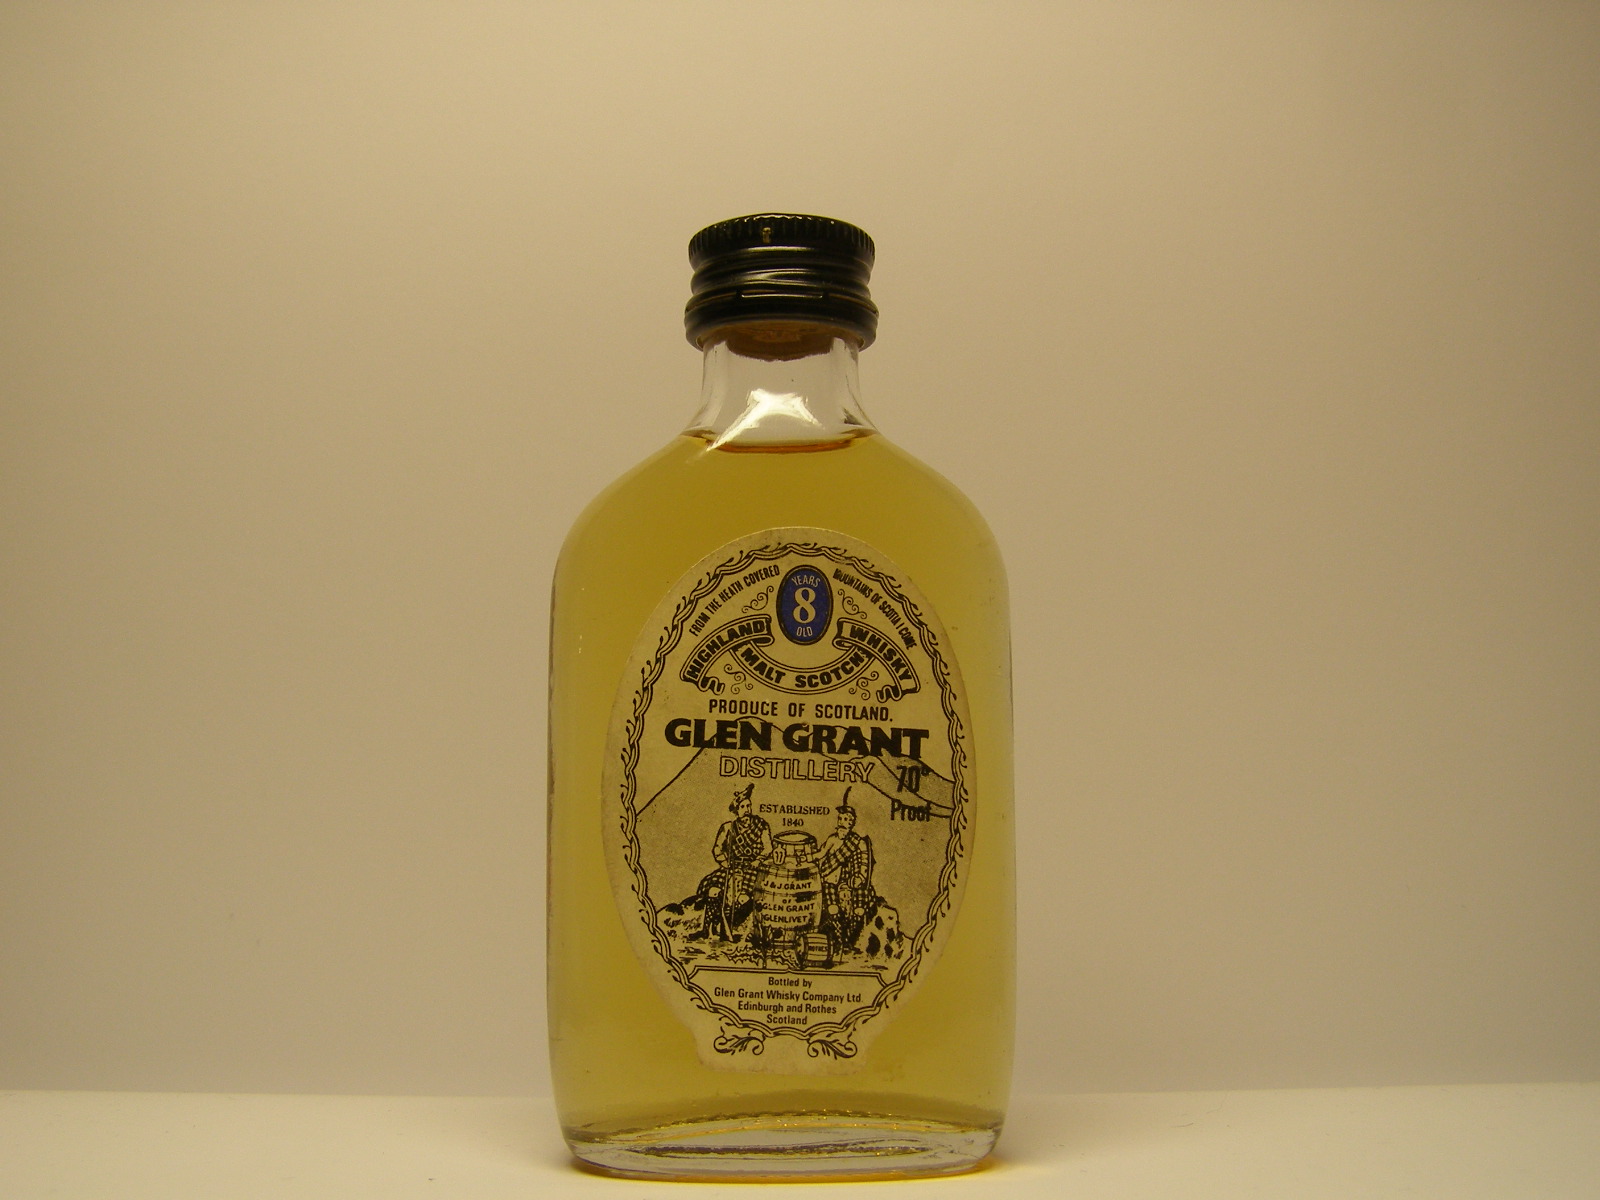 FROM THE HEATH COVERED
MOUNTAINS OF SCOTIA I COME
YEARS
8
OLD
HIGHLAND
MALT SCOTCH
WHISKY
PRODUCE OF SCOTLAND.
GLEN GRANT
DISTILLERY
70°
Proof
ESTABLISHED
1840
J & J. GRANT
OF
GLEN GRANT
GLENLIVET
ROTHES
Bottled by
Glen Grant Whisky Company Ltd.
Edinburgh and Rothes
Scotland